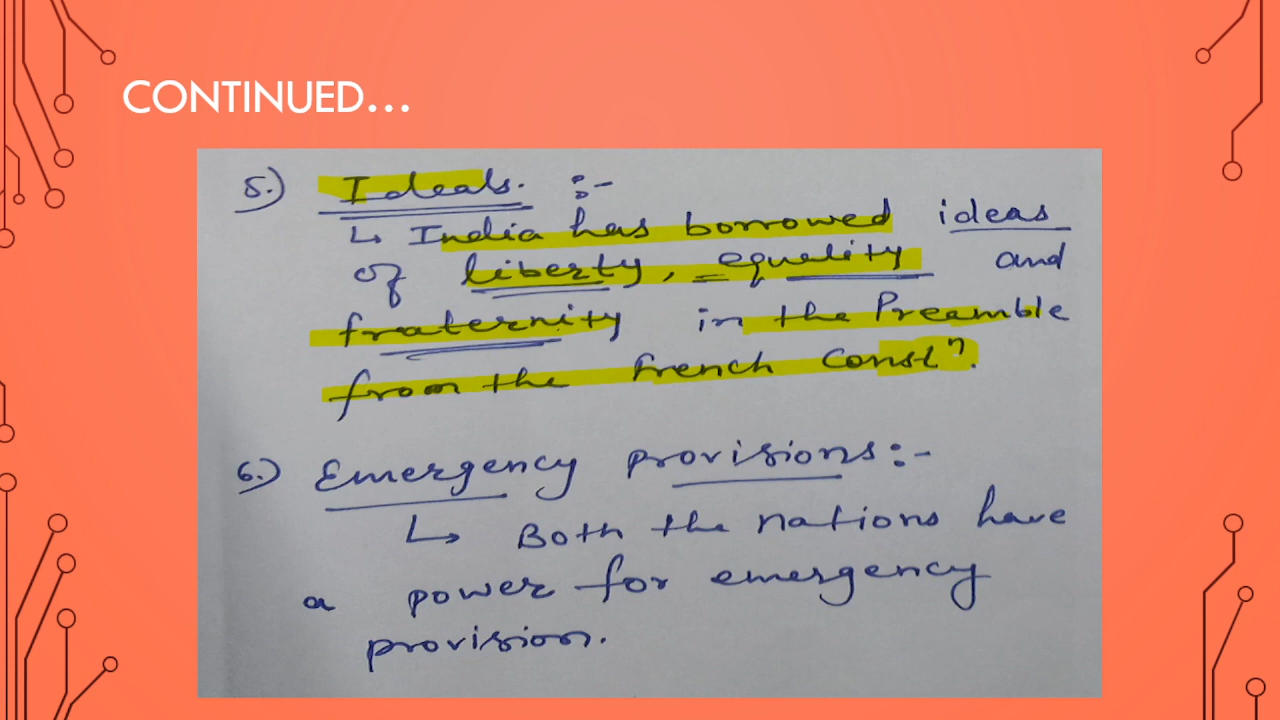 CONTINUED...
5.) Ideals. :-
↳ India has borrowed ideas
of liberty, equality and
fraternity in the Preamble
from the French Constⁿ.
6.) Emergency provisions:-
↳ Both the nations have
a power for emergency
provision.